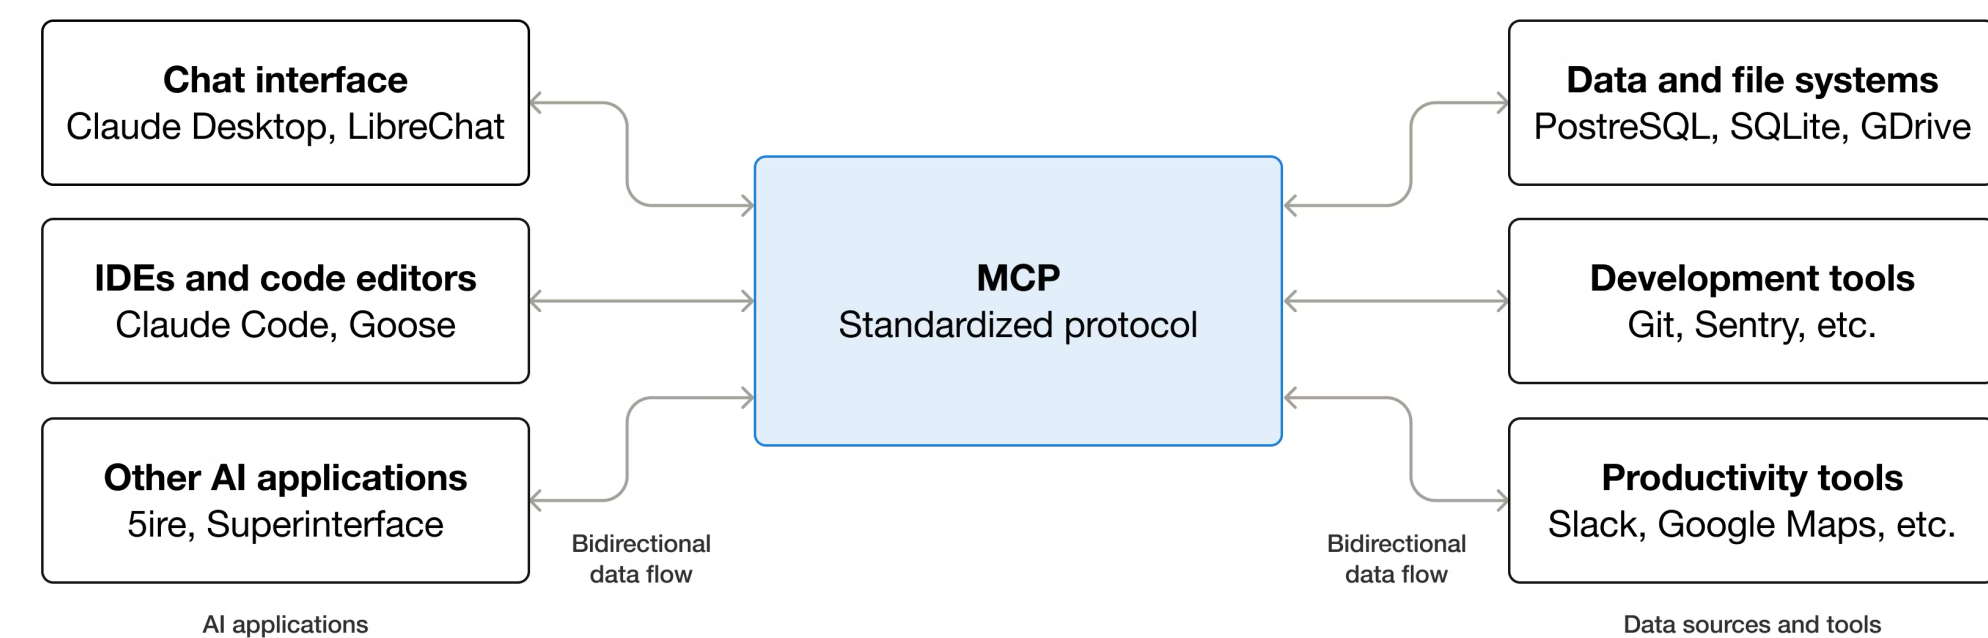 Chat interface
Claude Desktop, LibreChat
IDEs and code editors
Claude Code, Goose
Other AI applications
5ire, Superinterface
AI applications
Bidirectional
data flow
MCP
Standardized protocol
Bidirectional
data flow
Data and file systems
PostreSQL, SQLite, GDrive
Development tools
Git, Sentry, etc.
Productivity tools
Slack, Google Maps, etc.
Data sources and tools